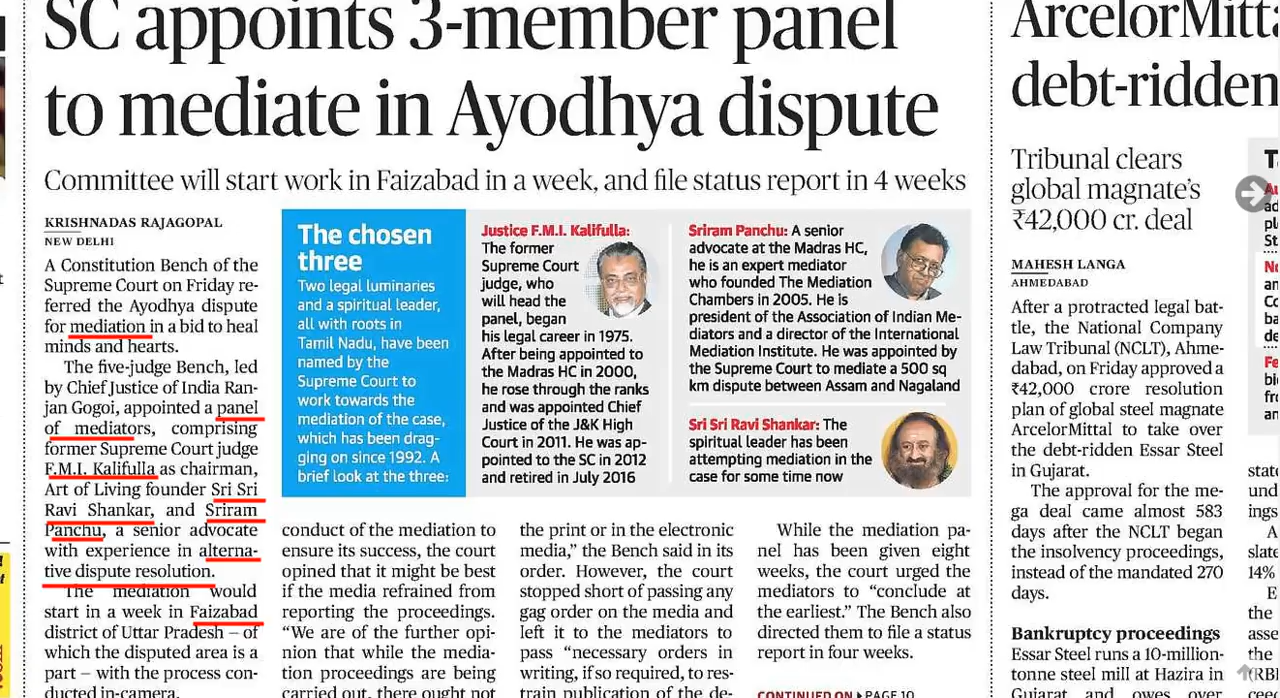 SC appoints 3-member panel
to mediate in Ayodhya dispute
Committee will start work in Faizabad in a week, and file status report in 4 weeks
KRISHNADAS RAJAGOPAL
NEW DELHI
A Constitution Bench of the
Supreme Court on Friday re-
ferred the Ayodhya dispute
for mediation in a bid to heal
minds and hearts.
The five-judge Bench, led
by Chief Justice of India Ran-
jan Gogoi, appointed a panel
of mediators, comprising
former Supreme Court judge
F.M.I. Kalifulla as chairman,
Art of Living founder Sri Sri
Ravi Shankar, and Sriram
Panchu, a senior advocate
with experience in alterna-
tive dispute resolution.
The mediation would
start in a week in Faizabad
district of Uttar Pradesh – of
which the disputed area is a
part – with the process con-
ducted in-camera.
The chosen
three
Two legal luminaries
and a spiritual leader,
all with roots in
Tamil Nadu, have been
named by the
Supreme Court to
work towards the
mediation of the case,
which has been drag-
ging on since 1992. A
brief look at the three:
Justice F.M.I. Kalifulla:
The former
Supreme Court
judge, who
will head the
panel, began
his legal career in 1975.
After being appointed to
the Madras HC in 2000,
he rose through the ranks
and was appointed Chief
Justice of the J&K High
Court in 2011. He was ap-
pointed to the SC in 2012
and retired in July 2016
Sriram Panchu: A senior
advocate at the Madras HC,
he is an expert mediator
who founded The Mediation
Chambers in 2005. He is
president of the Association of Indian Me-
diators and a director of the International
Mediation Institute. He was appointed by
the Supreme Court to mediate a 500 sq
km dispute between Assam and Nagaland
Sri Sri Ravi Shankar: The
spiritual leader has been
attempting mediation in the
case for some time now
conduct of the mediation to
ensure its success, the court
opined that it might be best
if the media refrained from
reporting the proceedings.
“We are of the further opi-
nion that while the media-
tion proceedings are being
carried out, there ought not
the print or in the electronic
media,” the Bench said in its
order. However, the court
stopped short of passing any
gag order on the media and
left it to the mediators to
pass “necessary orders in
writing, if so required, to res-
train publication of the de-
While the mediation pa-
nel has been given eight
weeks, the court urged the
mediators to “conclude at
the earliest.” The Bench also
directed them to file a status
report in four weeks.
CONTINUED ON ▸ PAGE 10
ArcelorMitta
debt-ridden
Tribunal clears
global magnate’s
₹42,000 cr. deal
MAHESH LANGA
AHMEDABAD
After a protracted legal bat-
tle, the National Company
Law Tribunal (NCLT), Ahme-
dabad, on Friday approved a
₹42,000 crore resolution
plan of global steel magnate
ArcelorMittal to take over
the debt-ridden Essar Steel
in Gujarat.
The approval for the me-
ga deal came almost 583
days after the NCLT began
the insolvency proceedings,
instead of the mandated 270
days.
Bankruptcy proceedings
Essar Steel runs a 10-million-
tonne steel mill at Hazira in
Gujarat and owes over